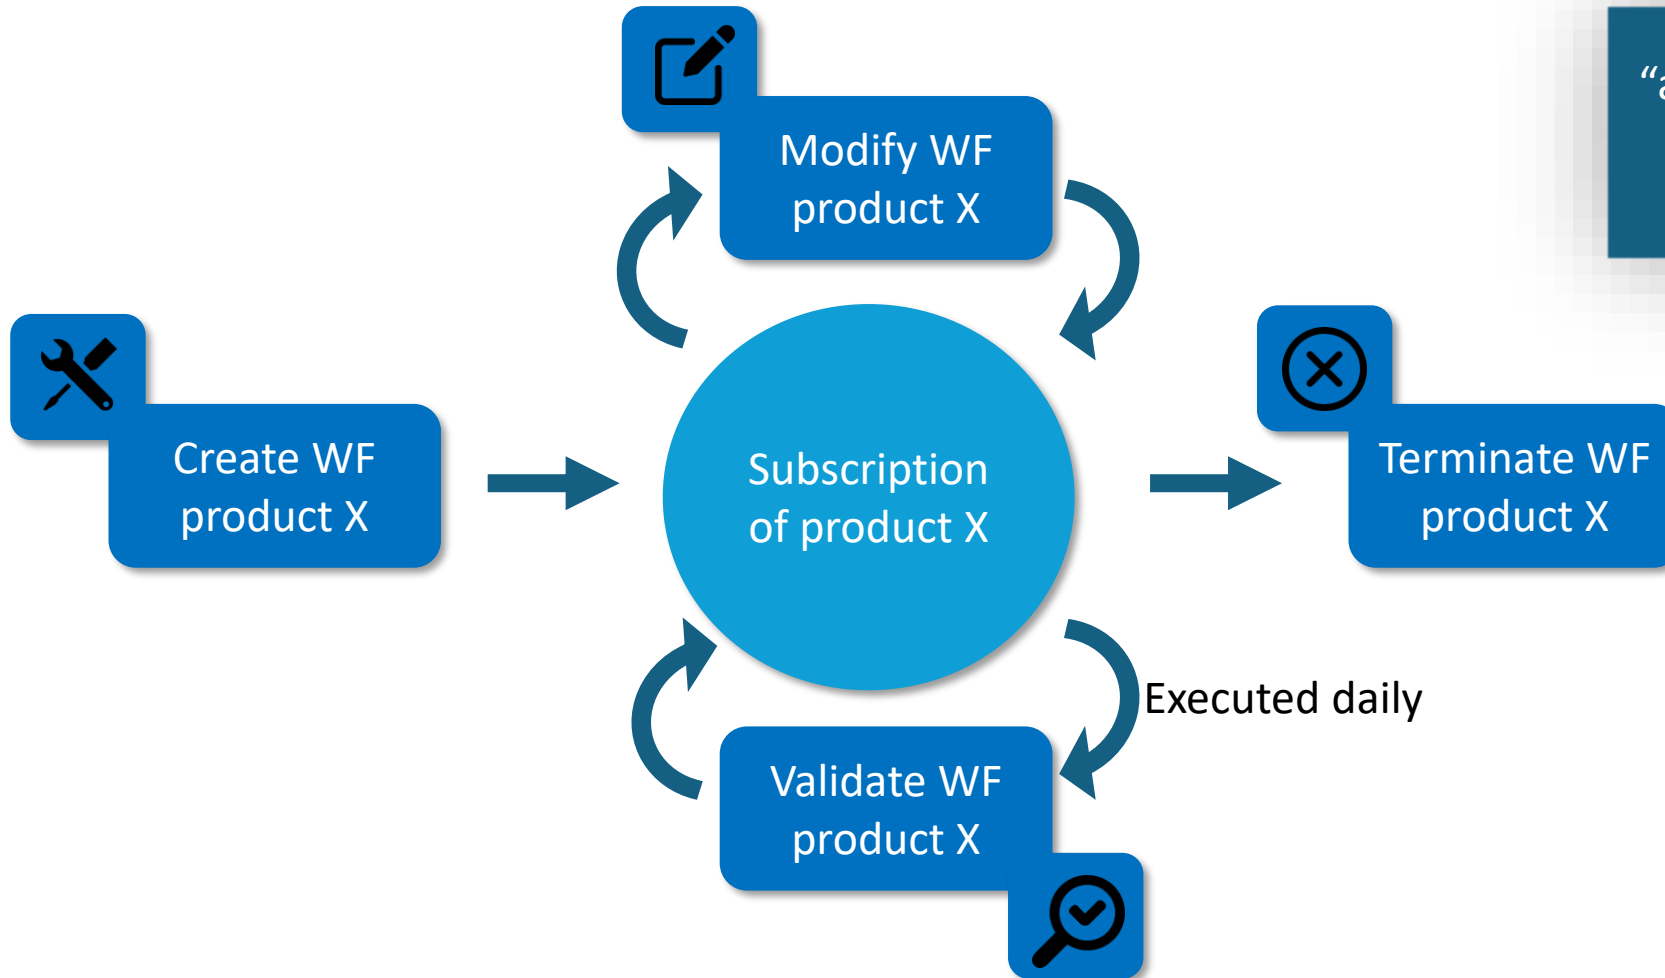 Modify WF
product X
Create WF
product X
Subscription
of product X
Terminate WF
product X
Executed daily
Validate WF
product X